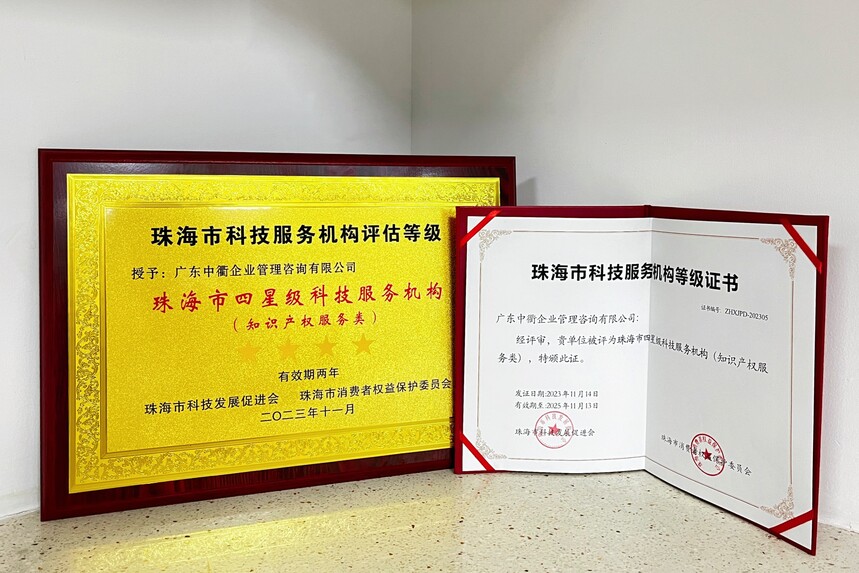 珠海市科技服务机构评估等级
授予：广东中衢企业管理咨询有限公司
珠海市四星级科技服务机构
（知识产权服务类）
有效期两年
珠海市科技发展促进会 珠海市消费者权益保护委员会
二〇二三年十一月
珠海市科技服务机构等级证书
证书编号：ZHXJPD-202305
广东中衢企业管理咨询有限公司：
经评审，贵单位被评为珠海市四星级科技服务机构（知识产权服
务类），特颁此证。
发证日期:2023年11月14日
有效期至:2025年11月13日
珠海市科技发展促进会
珠海市消费者权益保护委员会